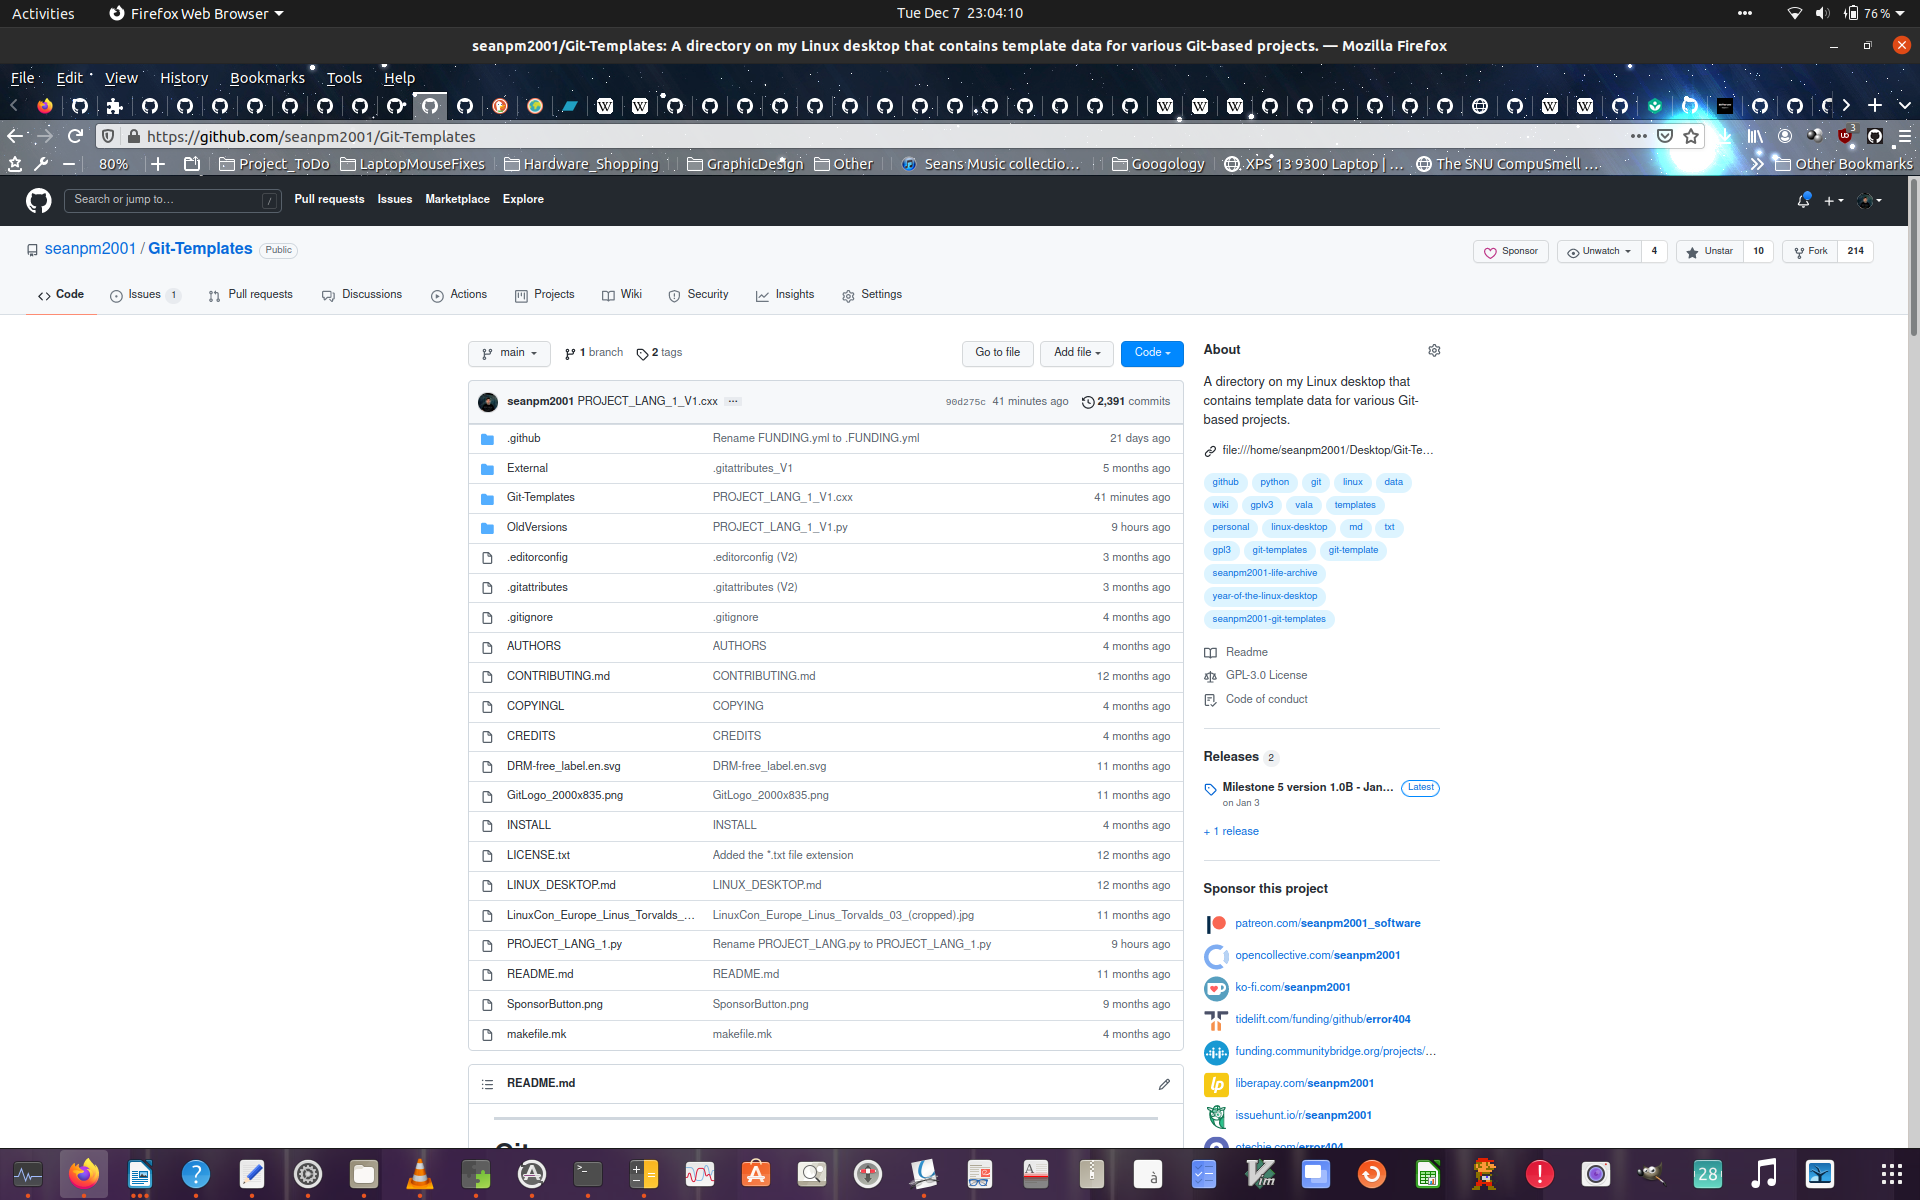 Activities
Firefox Web Browser
Tue Dec 7  23:04:10
76 %
seanpm2001/Git-Templates: A directory on my Linux desktop that contains template data for various Git-based projects. — Mozilla Firefox
File Edit View History Bookmarks Tools Help
https://github.com/seanpm2001/Git-Templates
3
80%
Project_ToDo
LaptopMouseFixes
Hardware_Shopping
GraphicDesign
Other
Seans Music collectio…
Googology
XPS 13 9300 Laptop | …
The SNU CompuSmell …
Other Bookmarks
Search or jump to…
/
Pull requests
Issues
Marketplace
Explore
seanpm2001 / Git-Templates
Public
Sponsor
Unwatch
4
Unstar
10
Fork
214
Code
Issues 1
Pull requests
Discussions
Actions
Projects
Wiki
Security
Insights
Settings
main
1 branch
2 tags
Go to file
Add file
Code
seanpm2001 PROJECT_LANG_1_V1.cxx ...
90d275c 41 minutes ago
2,391 commits
.github Rename FUNDING.yml to .FUNDING.yml 21 days ago
External .gitattributes_V1 5 months ago
Git-Templates PROJECT_LANG_1_V1.cxx 41 minutes ago
OldVersions PROJECT_LANG_1_V1.py 9 hours ago
.editorconfig .editorconfig (V2) 3 months ago
.gitattributes .gitattributes (V2) 3 months ago
.gitignore .gitignore 4 months ago
AUTHORS AUTHORS 4 months ago
CONTRIBUTING.md CONTRIBUTING.md 12 months ago
COPYINGL COPYING 4 months ago
CREDITS CREDITS 4 months ago
DRM-free_label.en.svg DRM-free_label.en.svg 11 months ago
GitLogo_2000x835.png GitLogo_2000x835.png 11 months ago
INSTALL INSTALL 4 months ago
LICENSE.txt Added the *.txt file extension 12 months ago
LINUX_DESKTOP.md LINUX_DESKTOP.md 12 months ago
LinuxCon_Europe_Linus_Torvalds_… LinuxCon_Europe_Linus_Torvalds_03_(cropped).jpg 11 months ago
PROJECT_LANG_1.py Rename PROJECT_LANG.py to PROJECT_LANG_1.py 9 hours ago
README.md README.md 11 months ago
SponsorButton.png SponsorButton.png 9 months ago
makefile.mk makefile.mk 4 months ago
README.md
Git
About
A directory on my Linux desktop that
contains template data for various Git-
based projects.
file:///home/seanpm2001/Desktop/Git-Te…
github python git linux data
wiki gplv3 vala templates
personal linux-desktop md txt
gpl3 git-templates git-template
seanpm2001-life-archive
year-of-the-linux-desktop
seanpm2001-git-templates
Readme
GPL-3.0 License
Code of conduct
Releases 2
Milestone 5 version 1.0B - Jan… Latest
on Jan 3
+ 1 release
Sponsor this project
patreon.com/seanpm2001_software
opencollective.com/seanpm2001
ko-fi.com/seanpm2001
tidelift.com/funding/github/error404
funding.communitybridge.org/projects/…
liberapay.com/seanpm2001
issuehunt.io/r/seanpm2001
otechie.com/error404
28